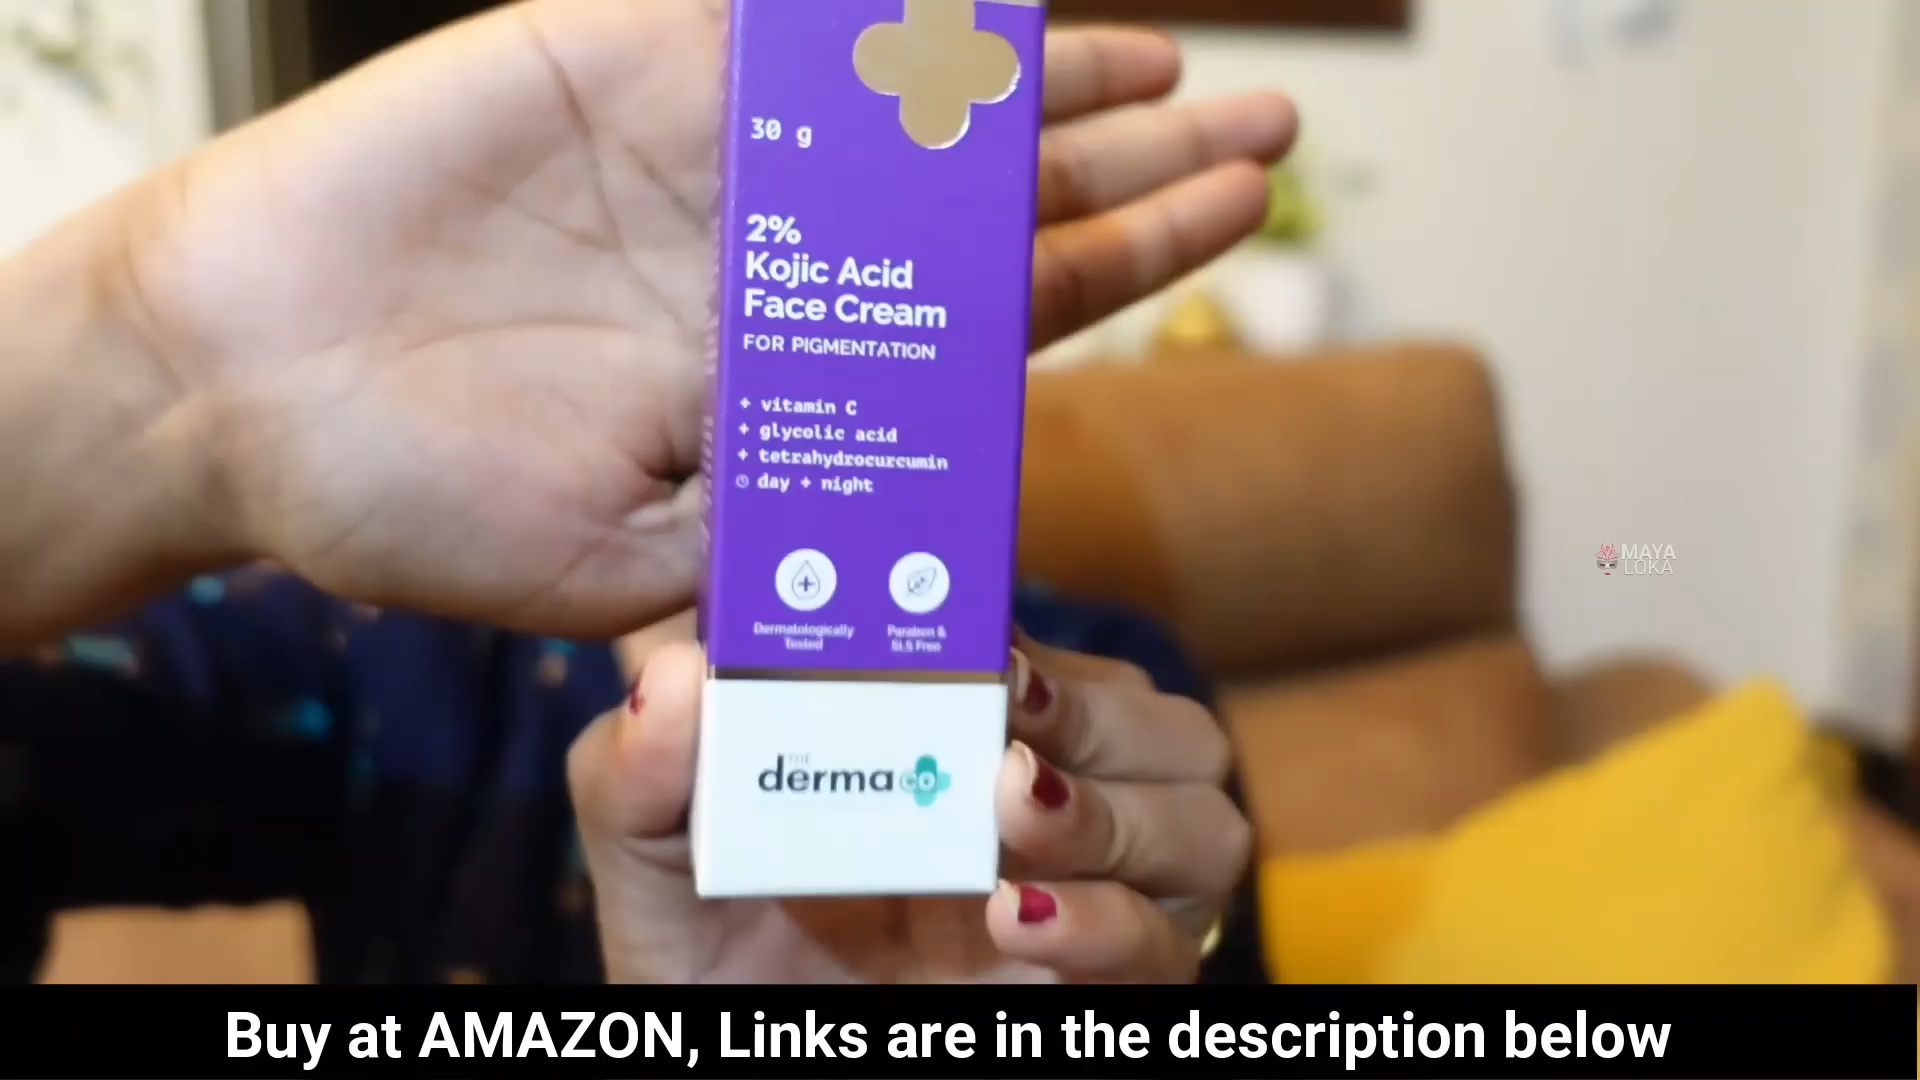 30 g
2%
Kojic Acid
Face Cream
FOR PIGMENTATION
+ vitamin C
+ glycolic acid
+ tetrahydrocurcumin
day + night
Dermatologically
Tested
Paraben &
SLS Free
THE
derma co
MAYA
LOKA
Buy at AMAZON, Links are in the description below